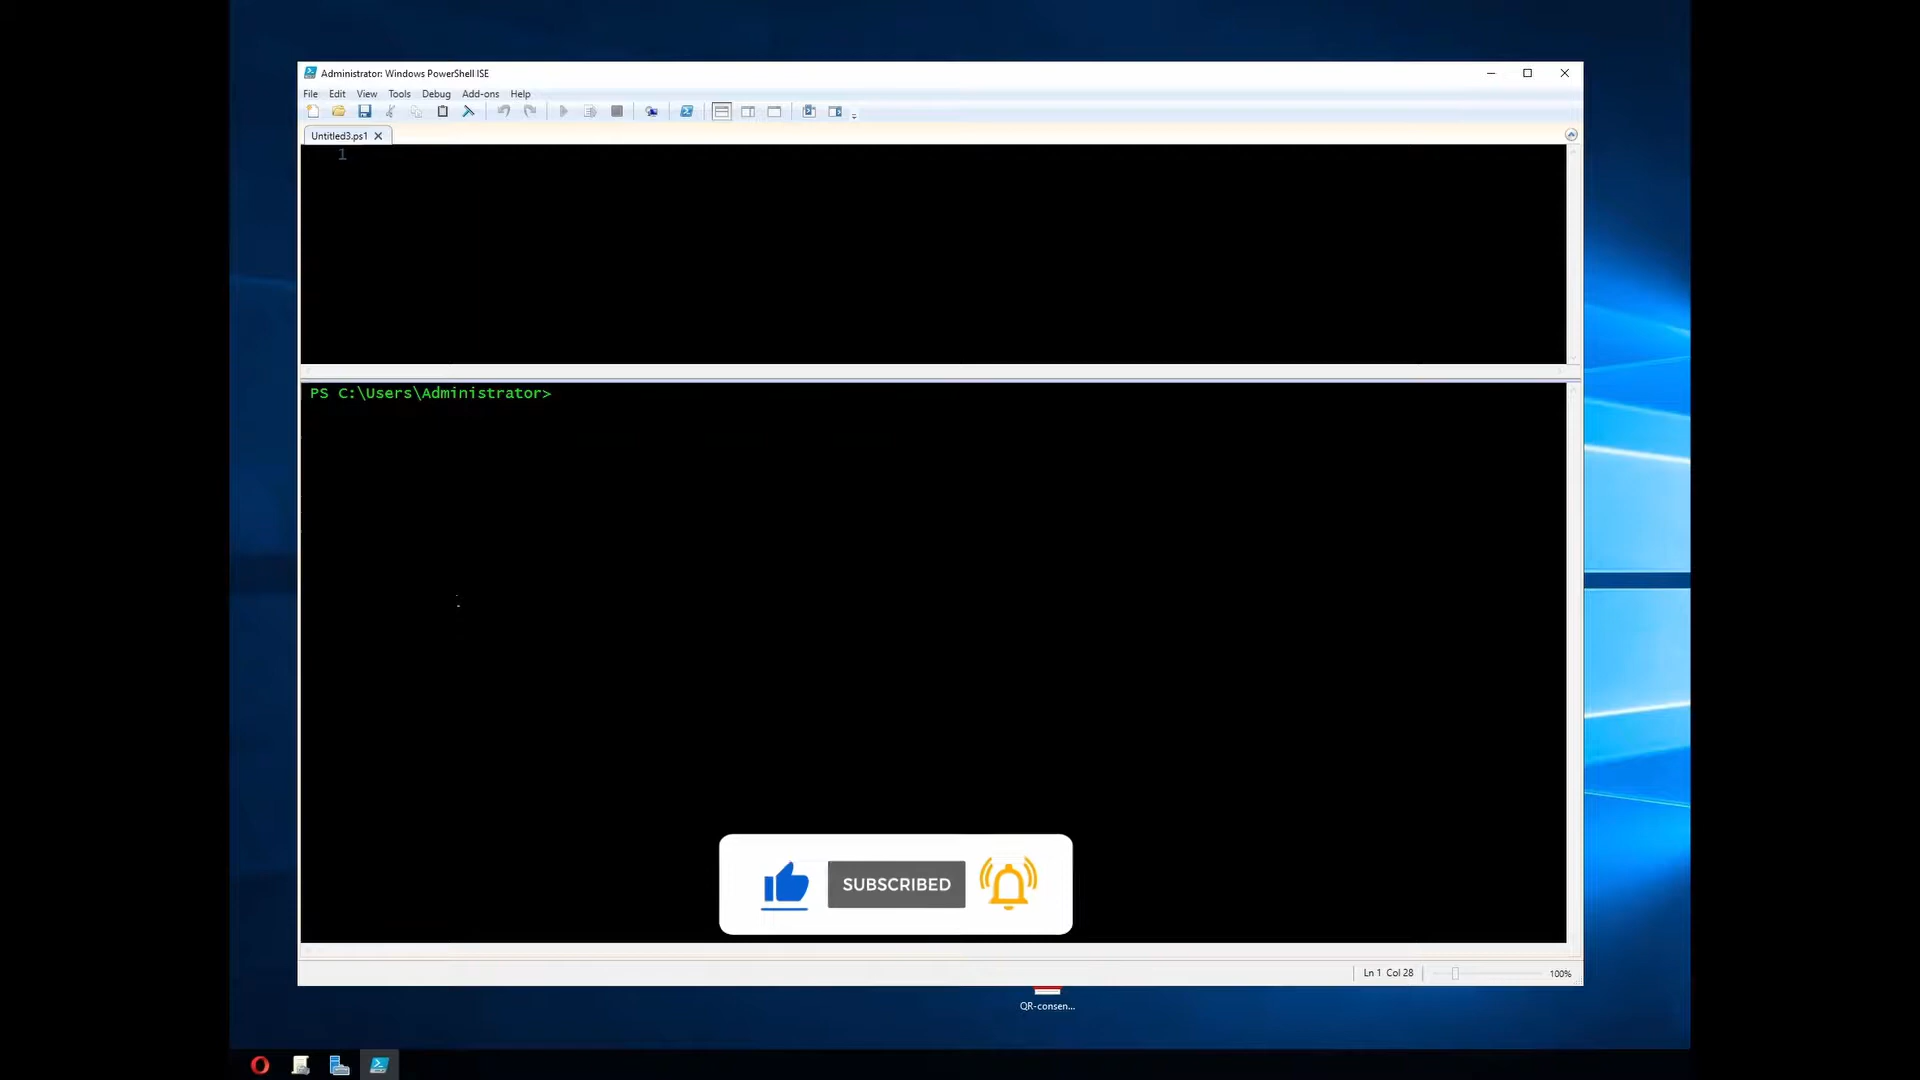 Administrator: Windows PowerShell ISE
File Edit View Tools Debug Add-ons Help
Untitled3.ps1
1
PS C:\Users\Administrator>
SUBSCRIBED
Ln 1 Col 28
100%
QR-consen...